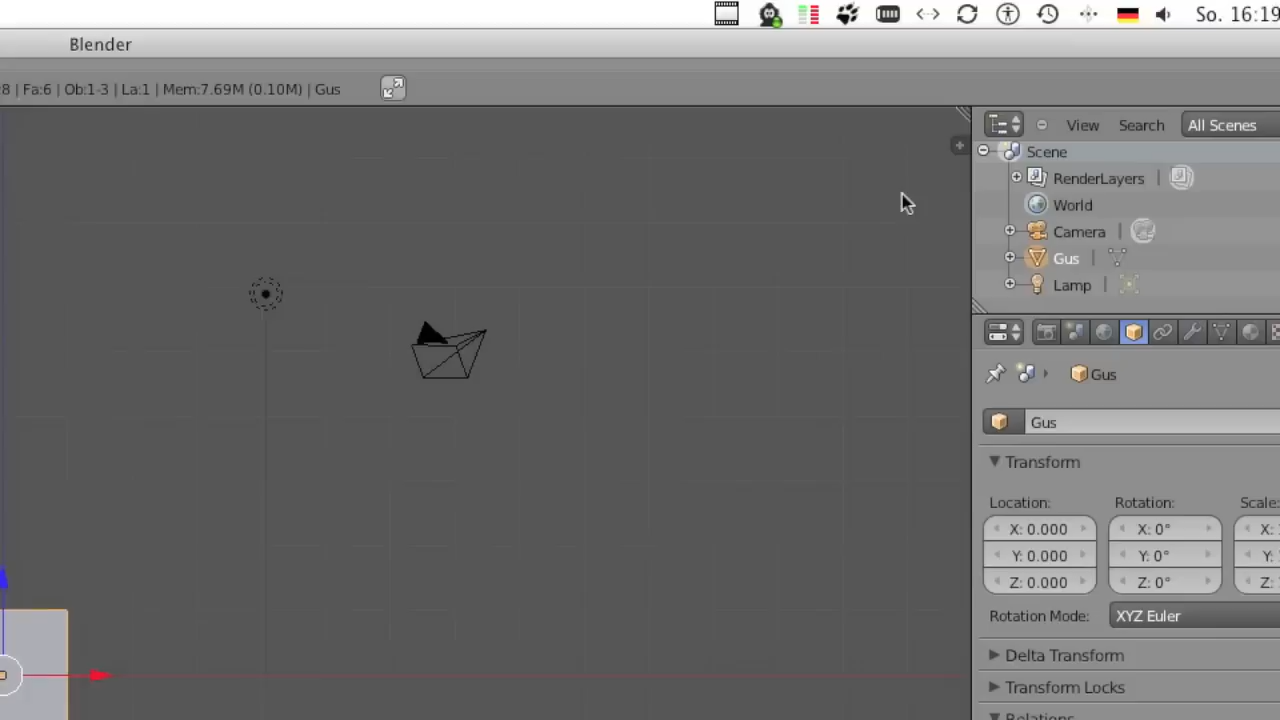 So. 16:19
Blender
8 | Fa:6 | Ob:1-3 | La:1 | Mem:7.69M (0.10M) | Gus
View Search All Scenes
Scene
RenderLayers |
World
Camera |
Gus |
Lamp |
Gus
Gus
Transform
Location: Rotation: Scale:
X: 0.000 X: 0° X:
Y: 0.000 Y: 0° Y:
Z: 0.000 Z: 0° Z:
Rotation Mode: XYZ Euler
Delta Transform
Transform Locks
Relations